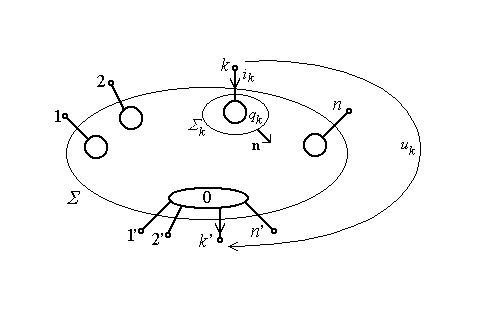 k
i_k
2
1
Σ_k
q_k
n
n
u_k
Σ
0
1'
2'
k'
n'